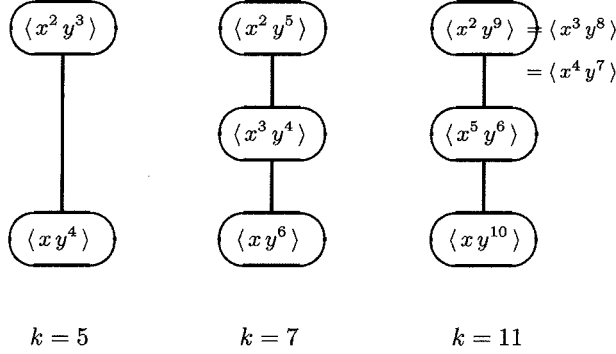 ⟨ x² y³ ⟩ ⟨ x² y⁵ ⟩ ⟨ x² y⁹ ⟩ = ⟨ x³ y⁸ ⟩
= ⟨ x⁴ y⁷ ⟩
⟨ x³ y⁴ ⟩ ⟨ x⁵ y⁶ ⟩
⟨ x y⁴ ⟩ ⟨ x y⁶ ⟩ ⟨ x y¹⁰ ⟩
k = 5 k = 7 k = 11